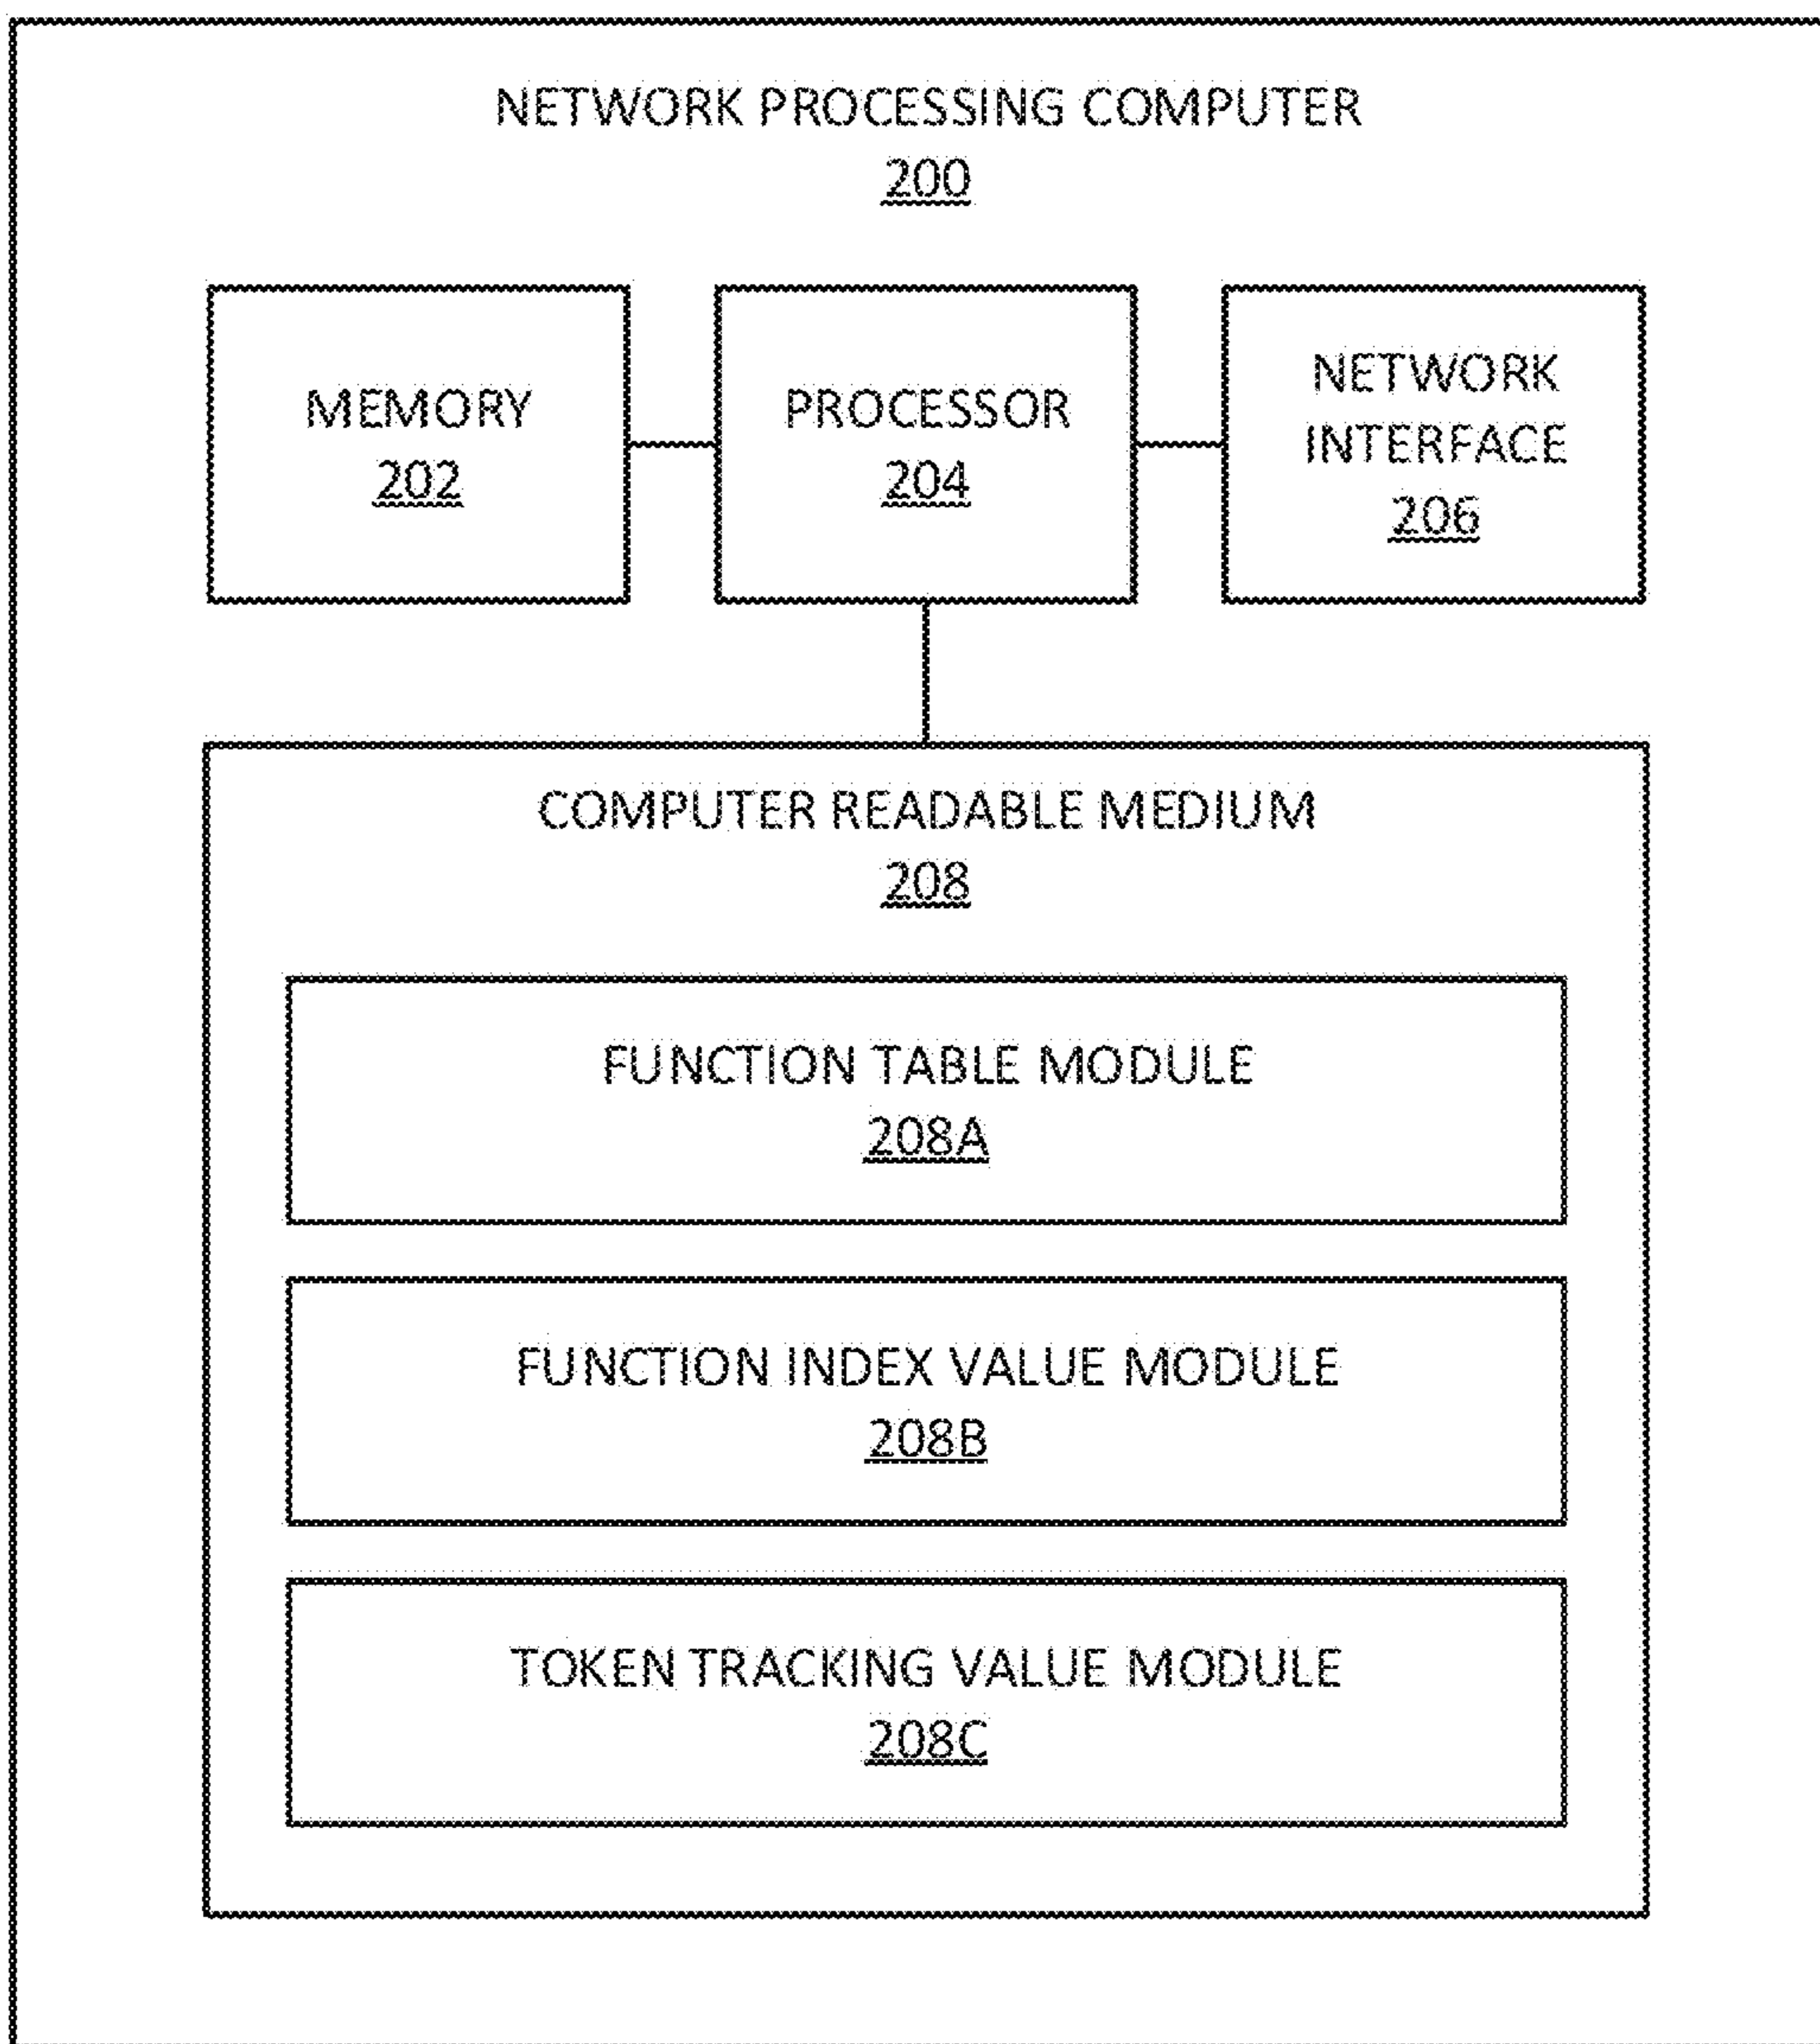 NETWORK PROCESSING COMPUTER
200
MEMORY
202
PROCESSOR
204
NETWORK
INTERFACE
206
COMPUTER READABLE MEDIUM
208
FUNCTION TABLE MODULE
208A
FUNCTION INDEX VALUE MODULE
208B
TOKEN TRACKING VALUE MODULE
208C